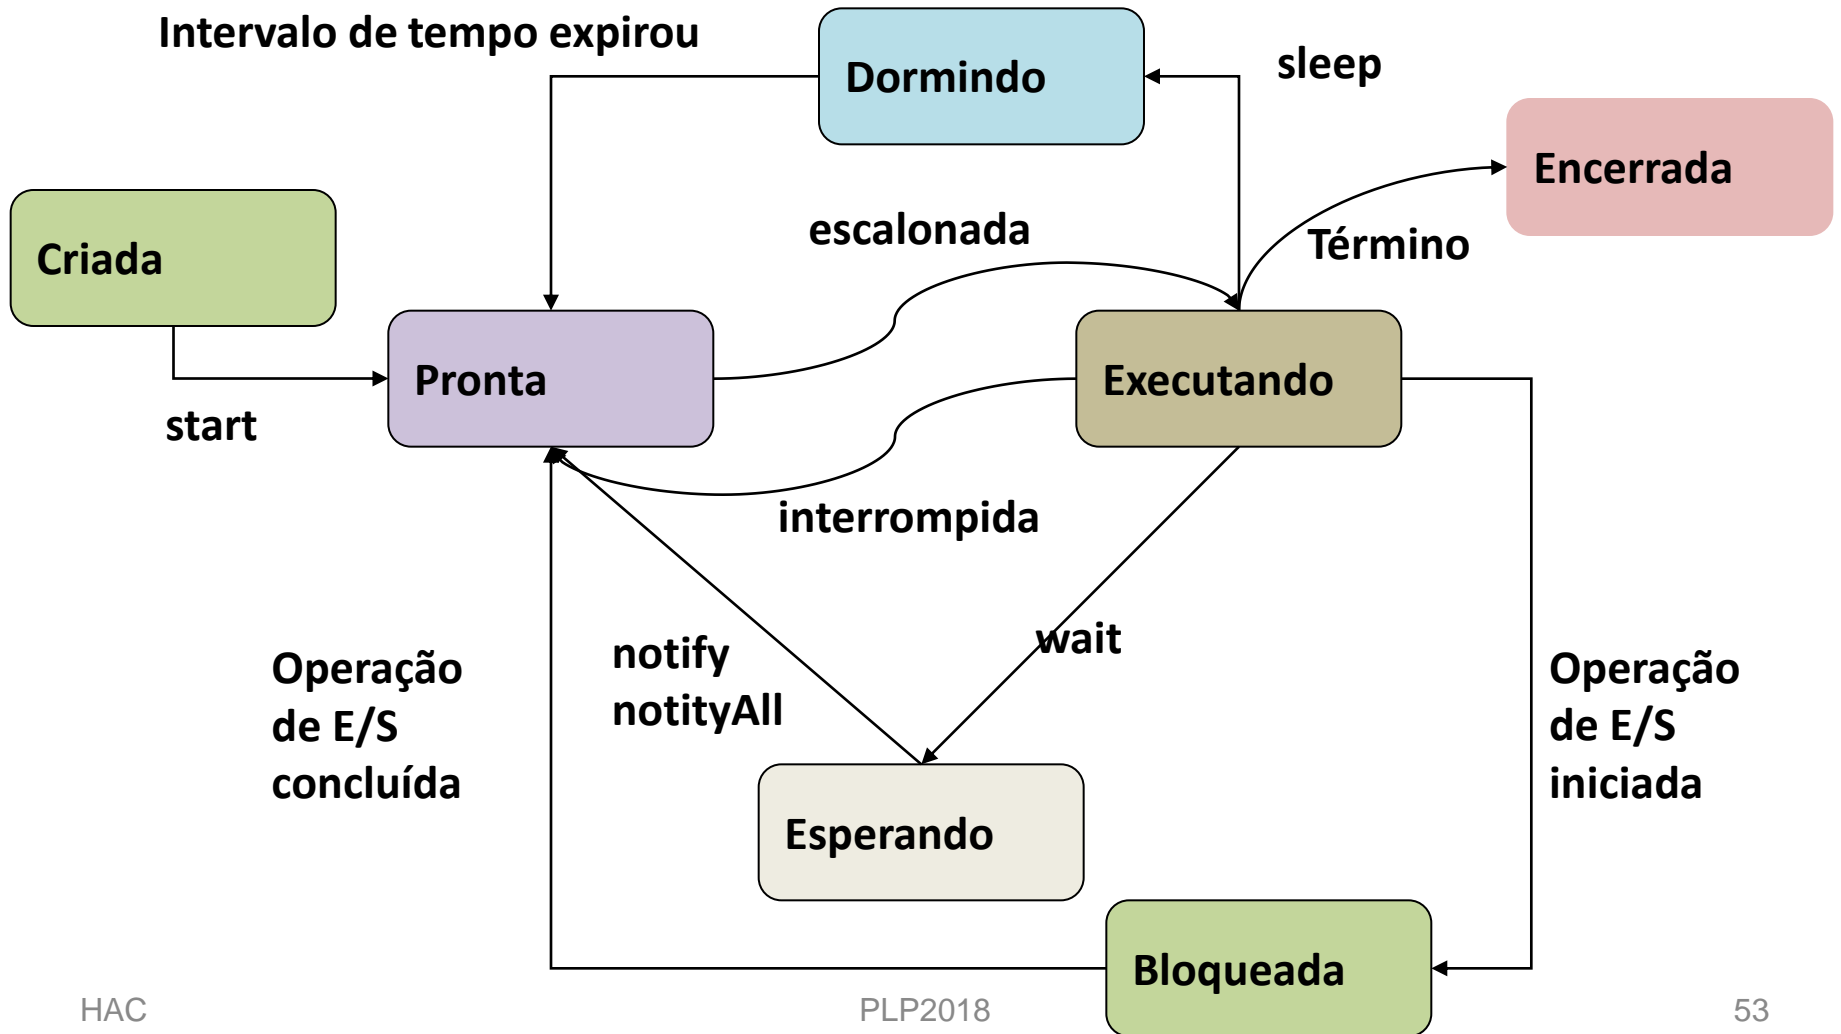 Intervalo de tempo expirou
Dormindo
sleep
Encerrada
Criada
escalonada
Término
Pronta
Executando
start
interrompida
Operação
de E/S
concluída
notify
notityAll
wait
Operação
de E/S
iniciada
Esperando
Bloqueada
HAC
PLP2018
53